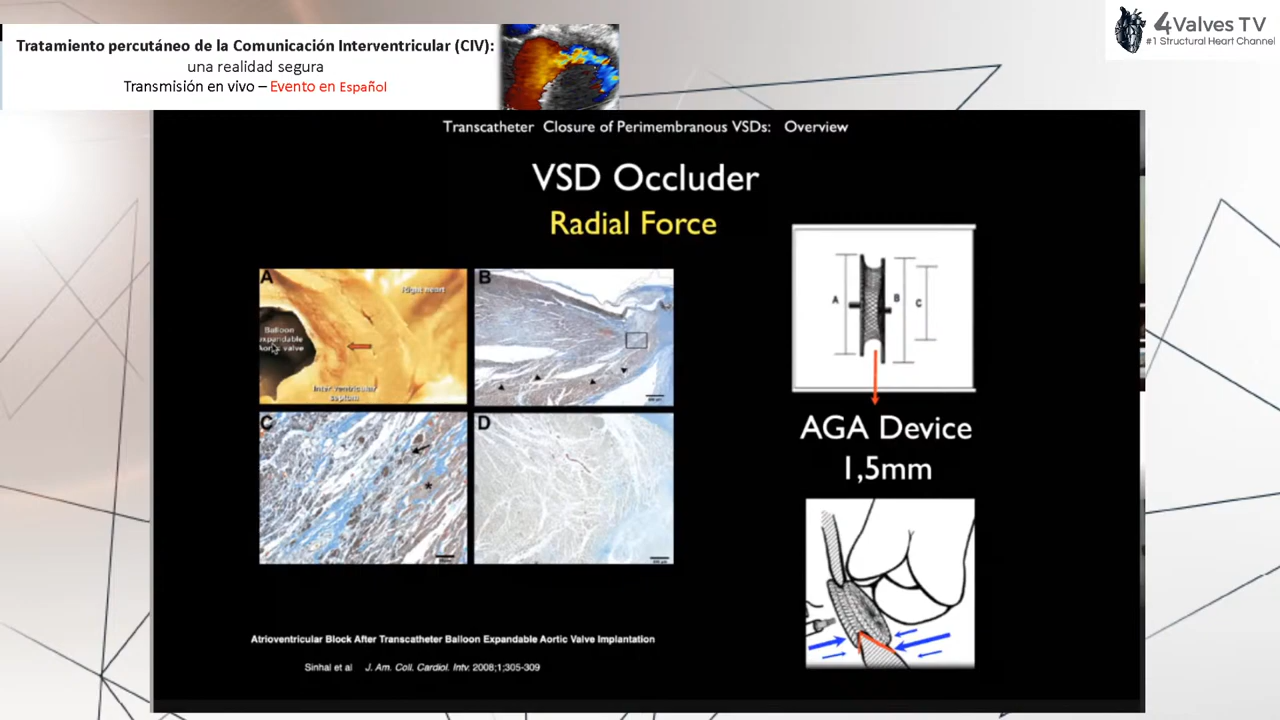 Tratamiento percutáneo de la Comunicación Interventricular (CIV):
una realidad segura
Transmisión en vivo – Evento en Español
4Valves TV
#1 Structural Heart Channel
Transcatheter Closure of Perimembranous VSDs: Overview
VSD Occluder
Radial Force
A
Right heart
Balloon
expandable
Aortic valve
Inter ventricular
septum
B
C
*
D
A
B
C
AGA Device
1,5mm
Atrioventricular Block After Transcatheter Balloon Expandable Aortic Valve Implantation
Sinhal et al J. Am. Coll. Cardiol. Intv. 2008;1;305-309